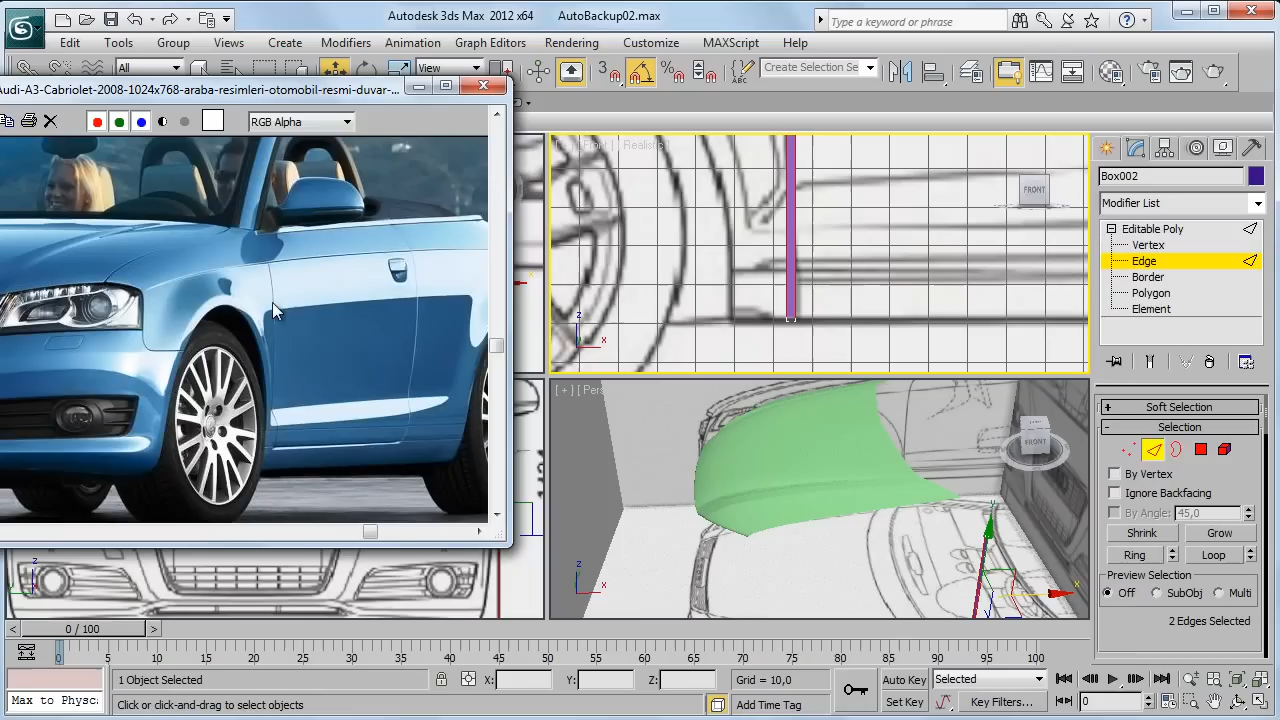 Autodesk 3ds Max 2012 x64 AutoBackup02.max
Type a keyword or phrase
Edit Tools Group Views Create Modifiers Animation Graph Editors Rendering Customize MAXScript Help
All
View
Create Selection Se
Audi-A3-Cabriolet-2008-1024x768-araba-resimleri-otomobil-resmi-duvar-...
RGB Alpha
[ + ] [ Front ] [ Realistic ]
FRONT
Box002
Modifier List
Editable Poly
Vertex
Edge
Border
Polygon
Element
z
x
[ + ] [ Pers
FRONT
z
x
x
z
+ Soft Selection
- Selection
By Vertex
Ignore Backfacing
By Angle: 45,0
Shrink Grow
Ring Loop
Preview Selection
Off SubObj Multi
2 Edges Selected
< 0 / 100 >
0 5 10 15 20 25 30 35 40 45 50 55 60 65 70 75 80 85 90 95 100
1 Object Selected X: Y: Z: Grid = 10,0 Auto Key Selected
Max to Physc: Click or click-and-drag to select objects Add Time Tag Set Key Key Filters... 0